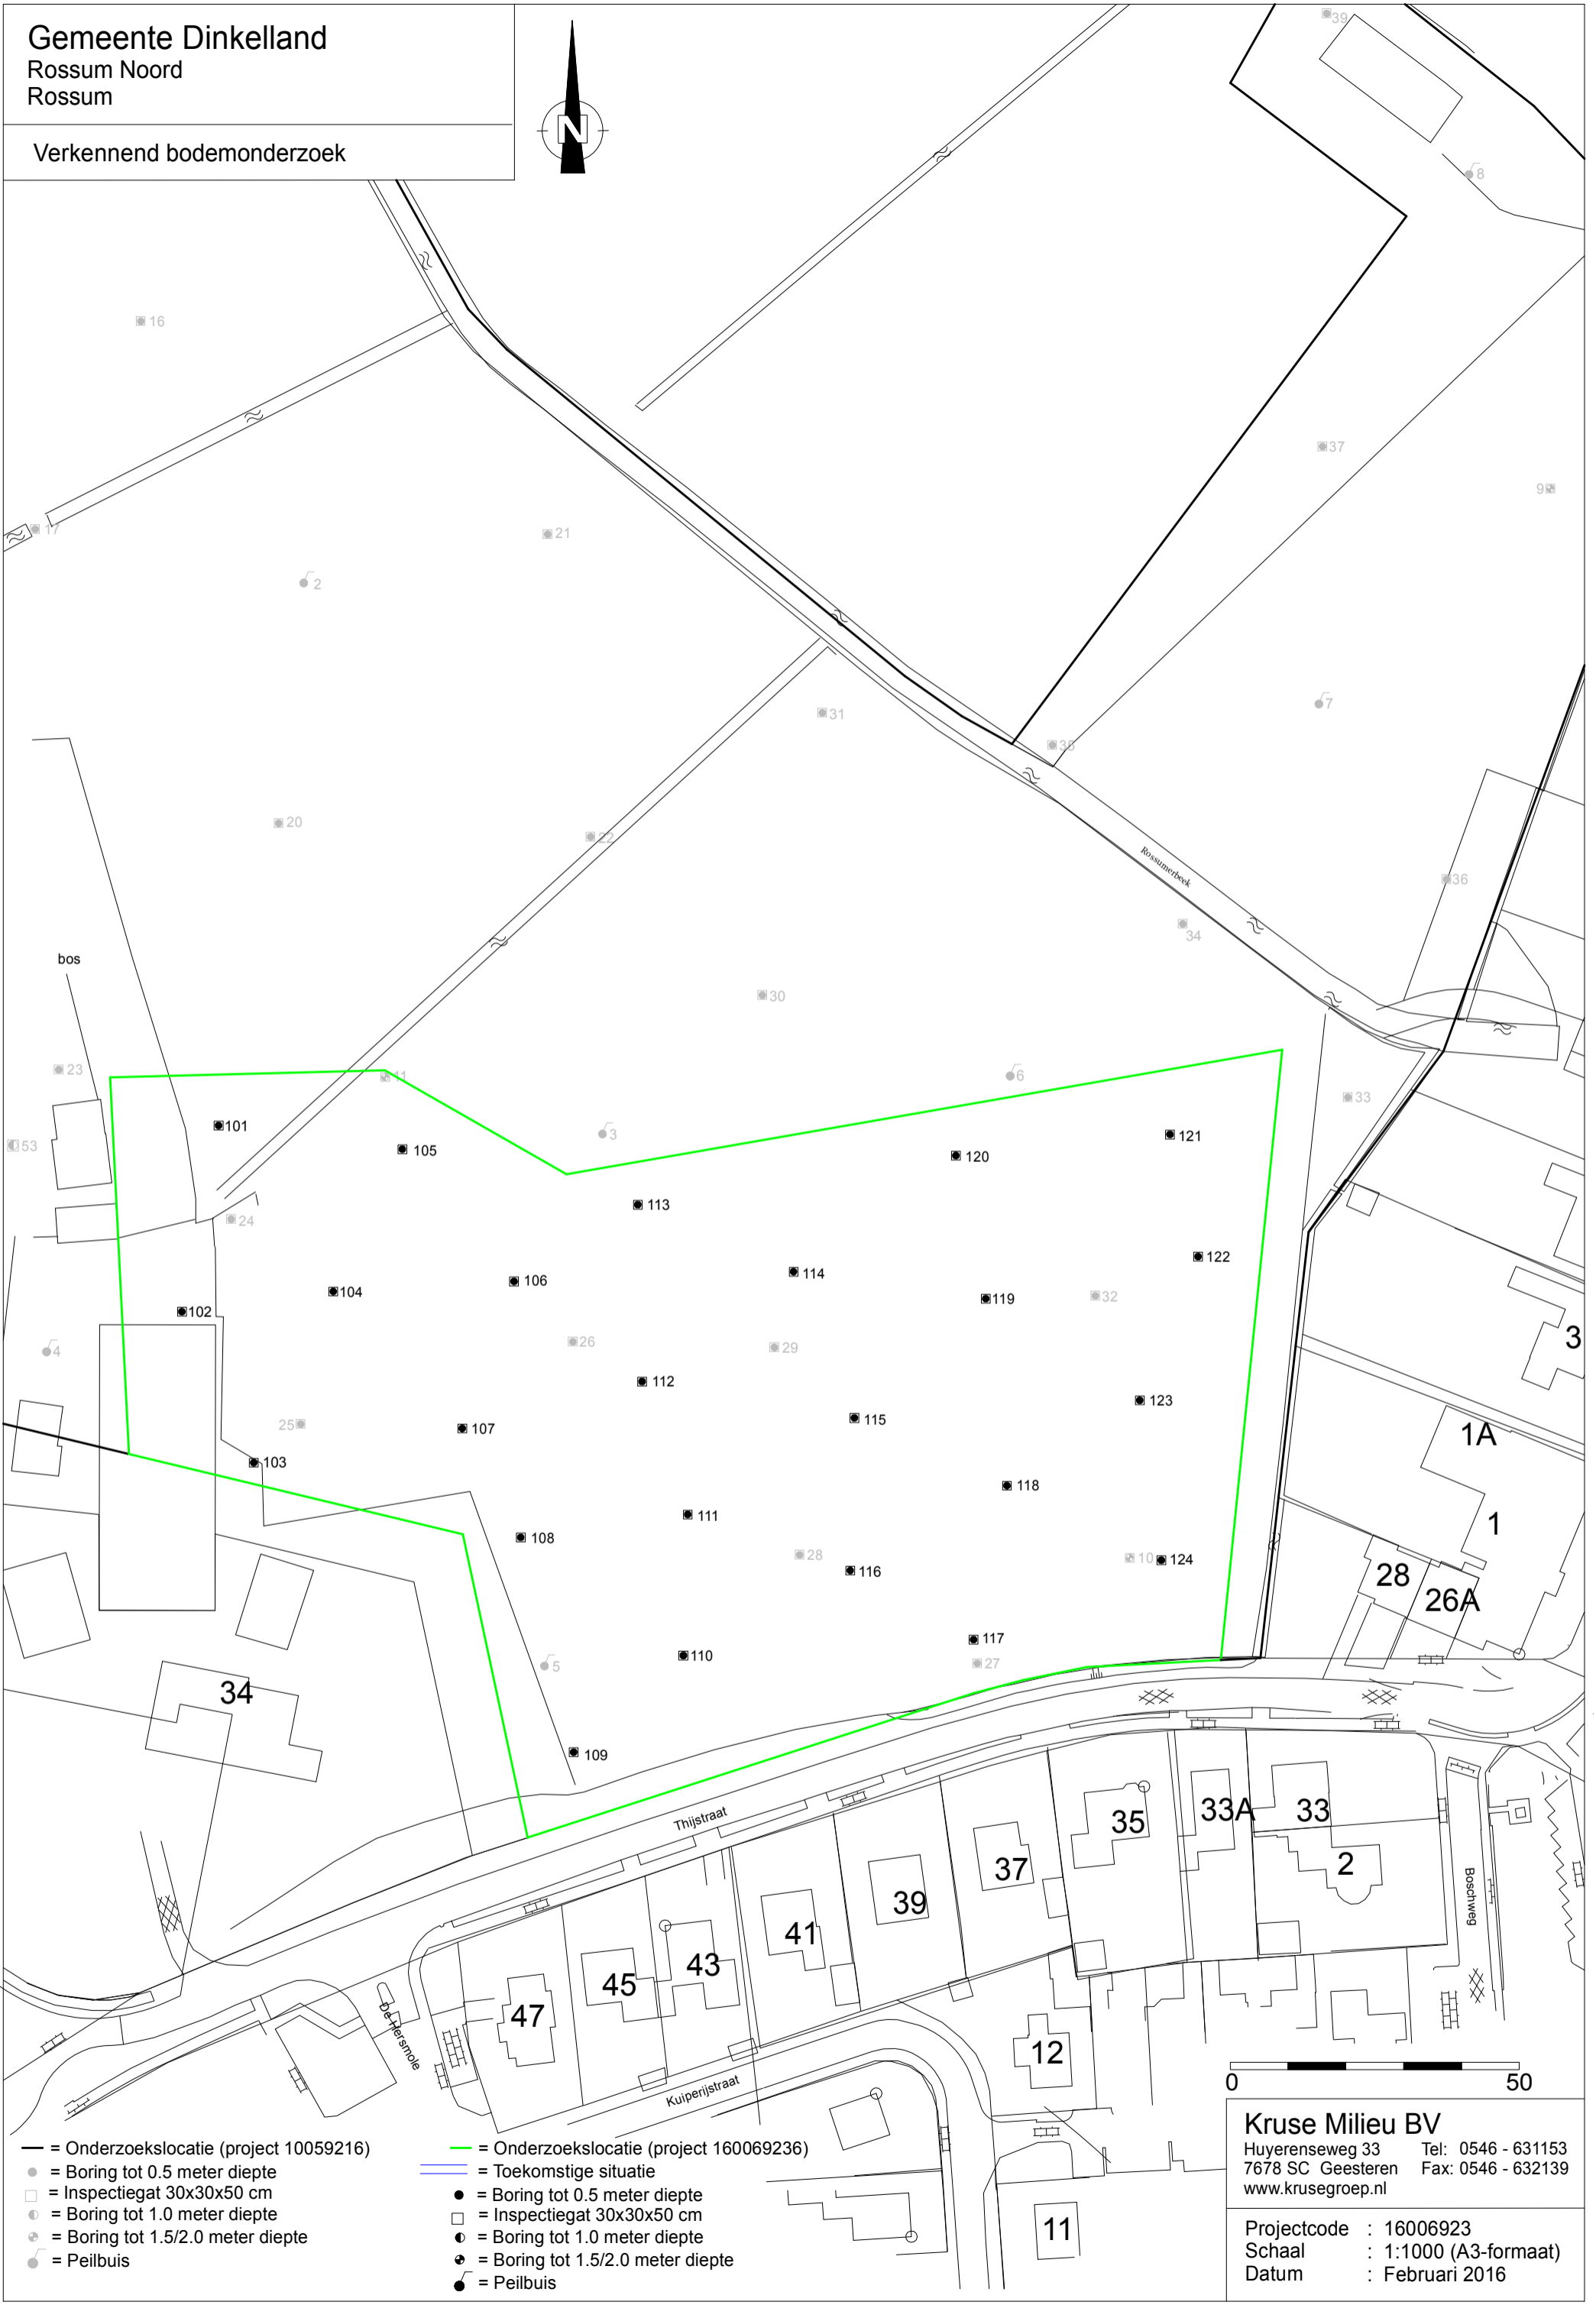 Gemeente Dinkelland
Rossum Noord
Rossum
Verkennend bodemonderzoek
N
39
8
16
37
9
17
21
2
7
31
35
20
22
36
Rossumerbeek
34
bos
30
23
11
6
33
53
101
105
3
120
121
113
24
122
106
114
104
119
32
102
26
29
3
4
112
123
115
25
107
1A
103
118
111
1
108
28
10
124
116
28
26A
117
110
5
27
34
109
Thijstraat
35
33A
33
37
2
39
Boschweg
41
43
45
47
De Hersmole
12
Kuiperijstraat
0 50
11
= Onderzoekslocatie (project 10059216)
= Boring tot 0.5 meter diepte
= Inspectiegat 30x30x50 cm
= Boring tot 1.0 meter diepte
= Boring tot 1.5/2.0 meter diepte
= Peilbuis
= Onderzoekslocatie (project 160069236)
= Toekomstige situatie
= Boring tot 0.5 meter diepte
= Inspectiegat 30x30x50 cm
= Boring tot 1.0 meter diepte
= Boring tot 1.5/2.0 meter diepte
= Peilbuis
Kruse Milieu BV
Huyerenseweg 33 Tel: 0546 - 631153
7678 SC Geesteren Fax: 0546 - 632139
www.krusegroep.nl
Projectcode : 16006923
Schaal : 1:1000 (A3-formaat)
Datum : Februari 2016